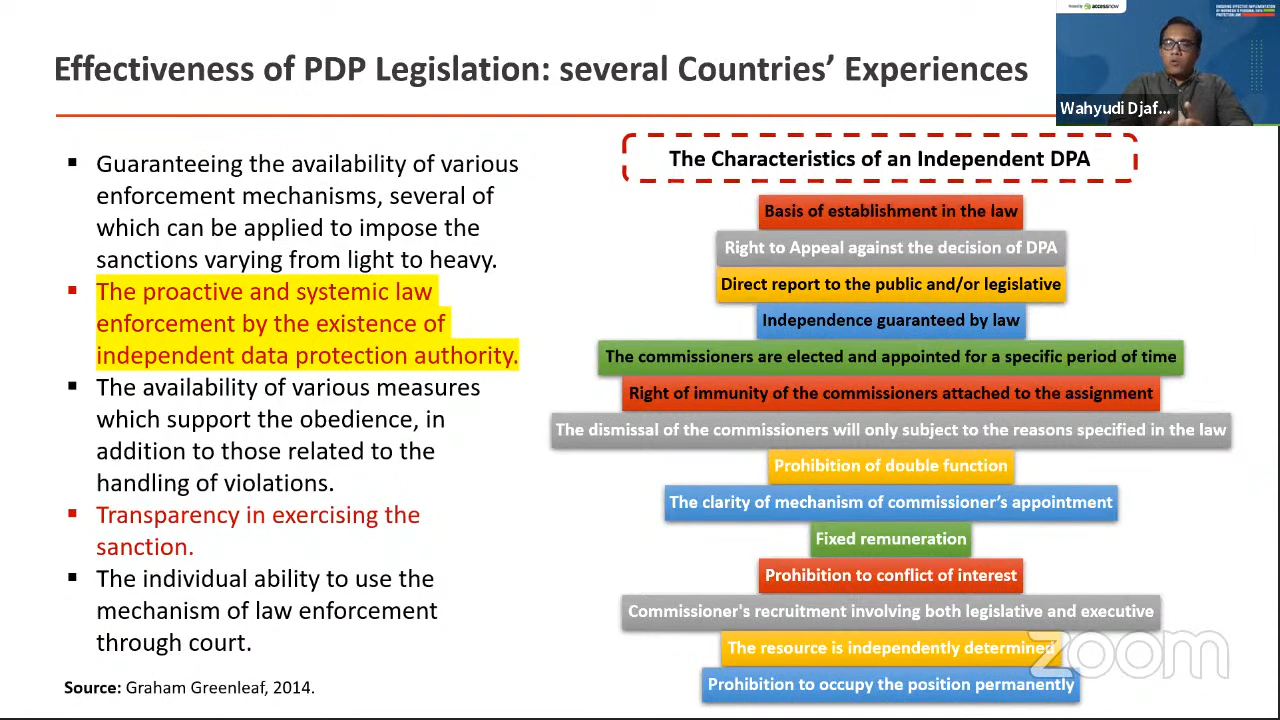 Effectiveness of PDP Legislation: several Countries’ Experiences
accessnow
Wahyudi Djaf...
▪ Guaranteeing the availability of various
enforcement mechanisms, several of
which can be applied to impose the
sanctions varying from light to heavy.
▪ The proactive and systemic law
enforcement by the existence of
independent data protection authority.
▪ The availability of various measures
which support the obedience, in
addition to those related to the
handling of violations.
▪ Transparency in exercising the
sanction.
▪ The individual ability to use the
mechanism of law enforcement
through court.
Source: Graham Greenleaf, 2014.
The Characteristics of an Independent DPA
Basis of establishment in the law
Right to Appeal against the decision of DPA
Direct report to the public and/or legislative
Independence guaranteed by law
The commissioners are elected and appointed for a specific period of time
Right of immunity of the commissioners attached to the assignment
The dismissal of the commissioners will only subject to the reasons specified in the law
Prohibition of double function
The clarity of mechanism of commissioner’s appointment
Fixed remuneration
Prohibition to conflict of interest
Commissioner's recruitment involving both legislative and executive
The resource is independently determined
Prohibition to occupy the position permanently
zoom